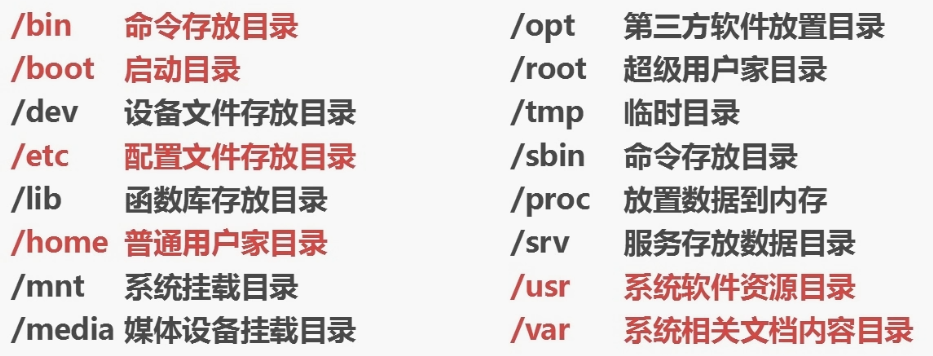 /bin 命令存放目录
/boot 启动目录
/dev 设备文件存放目录
/etc 配置文件存放目录
/lib 函数库存放目录
/home 普通用户家目录
/mnt 系统挂载目录
/media 媒体设备挂载目录
/opt 第三方软件放置目录
/root 超级用户家目录
/tmp 临时目录
/sbin 命令存放目录
/proc 放置数据到内存
/srv 服务存放数据目录
/usr 系统软件资源目录
/var 系统相关文档内容目录